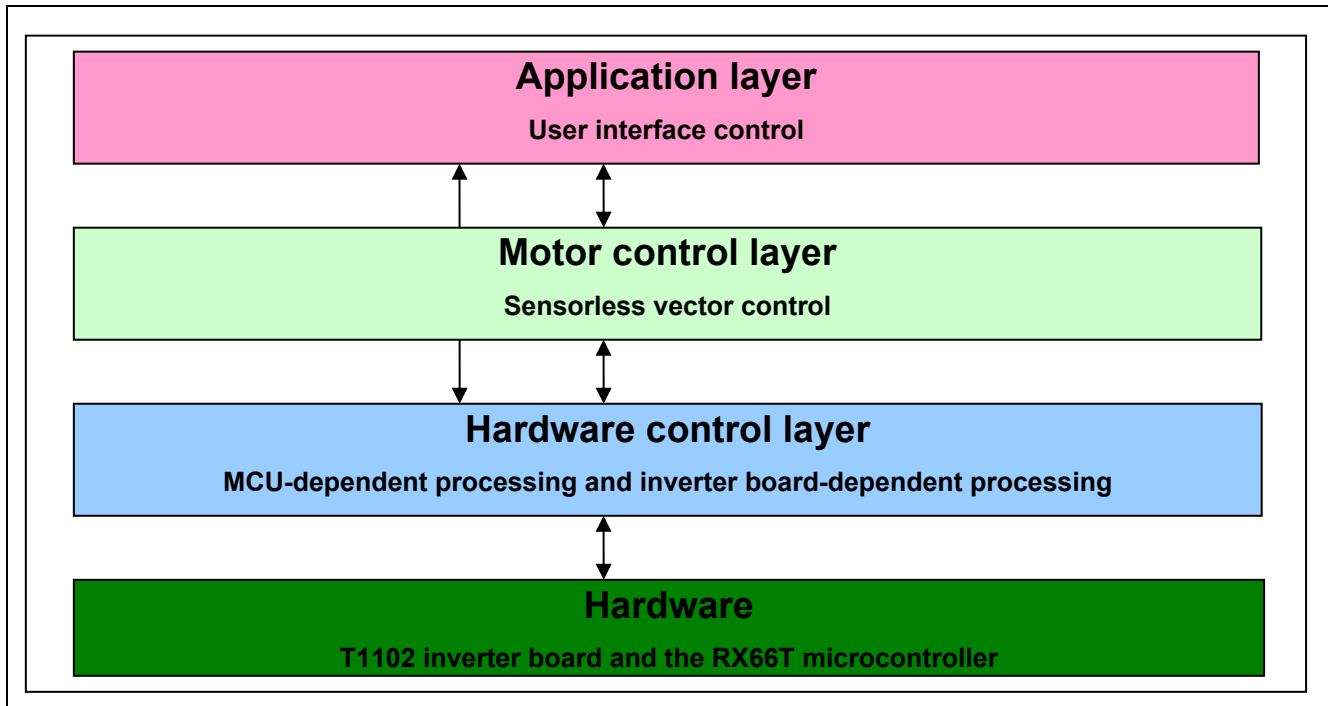 Application layer
User interface control
Motor control layer
Sensorless vector control
Hardware control layer
MCU-dependent processing and inverter board-dependent processing
Hardware
T1102 inverter board and the RX66T microcontroller